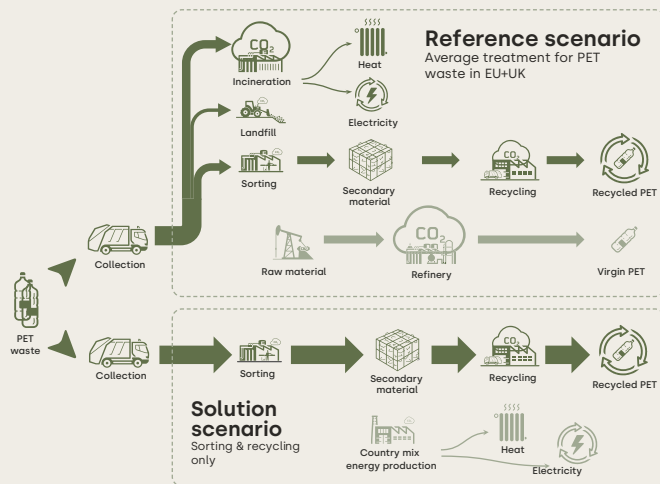 Reference scenario
Average treatment for PET
waste in EU+UK
CO2
Incineration
Heat
Electricity
Landfill
Sorting
Secondary
material
CO2
Recycling
Recycled PET
Collection
Raw material
CO2
Refinery
Virgin PET
PET
waste
Collection
Sorting
Secondary
material
CO2
Recycling
Recycled PET
Solution
scenario
Sorting & recycling
only
Country mix
energy production
Heat
Electricity